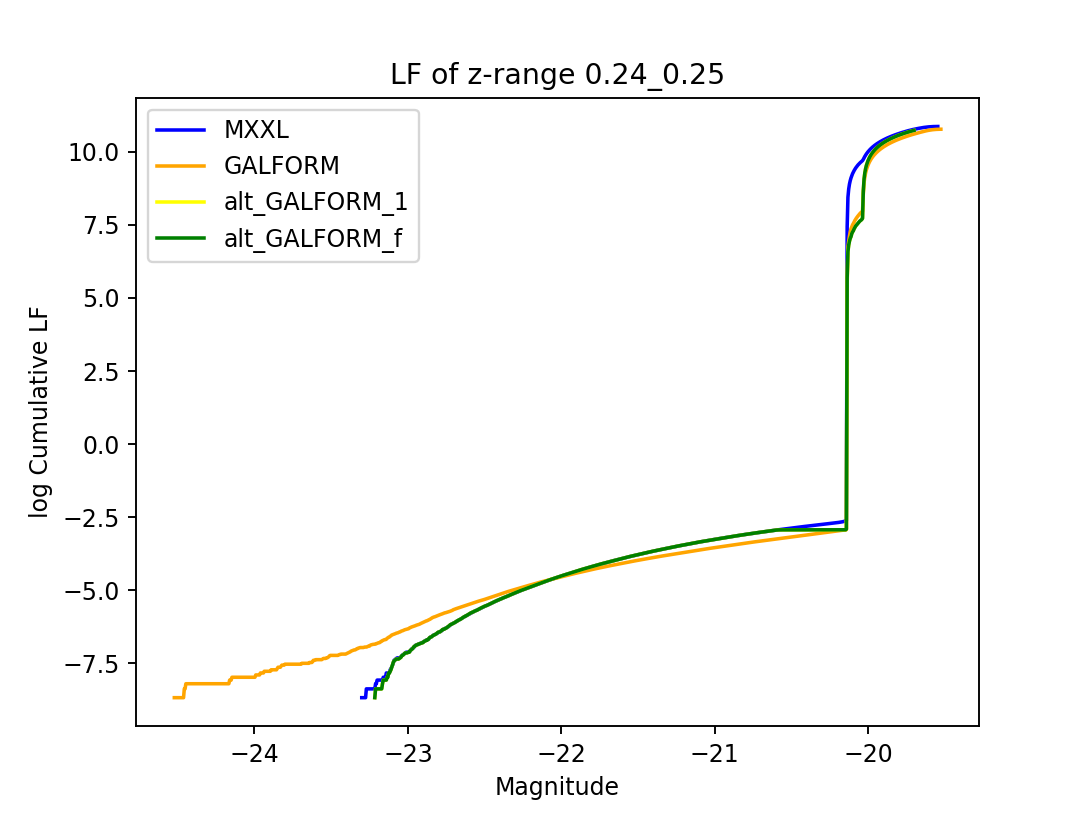 LF of z-range 0.24_0.25
MXXL
GALFORM
alt_GALFORM_1
alt_GALFORM_f
10.0
7.5
5.0
2.5
0.0
−2.5
−5.0
−7.5
log Cumulative LF
−24
−23
−22
−21
−20
Magnitude